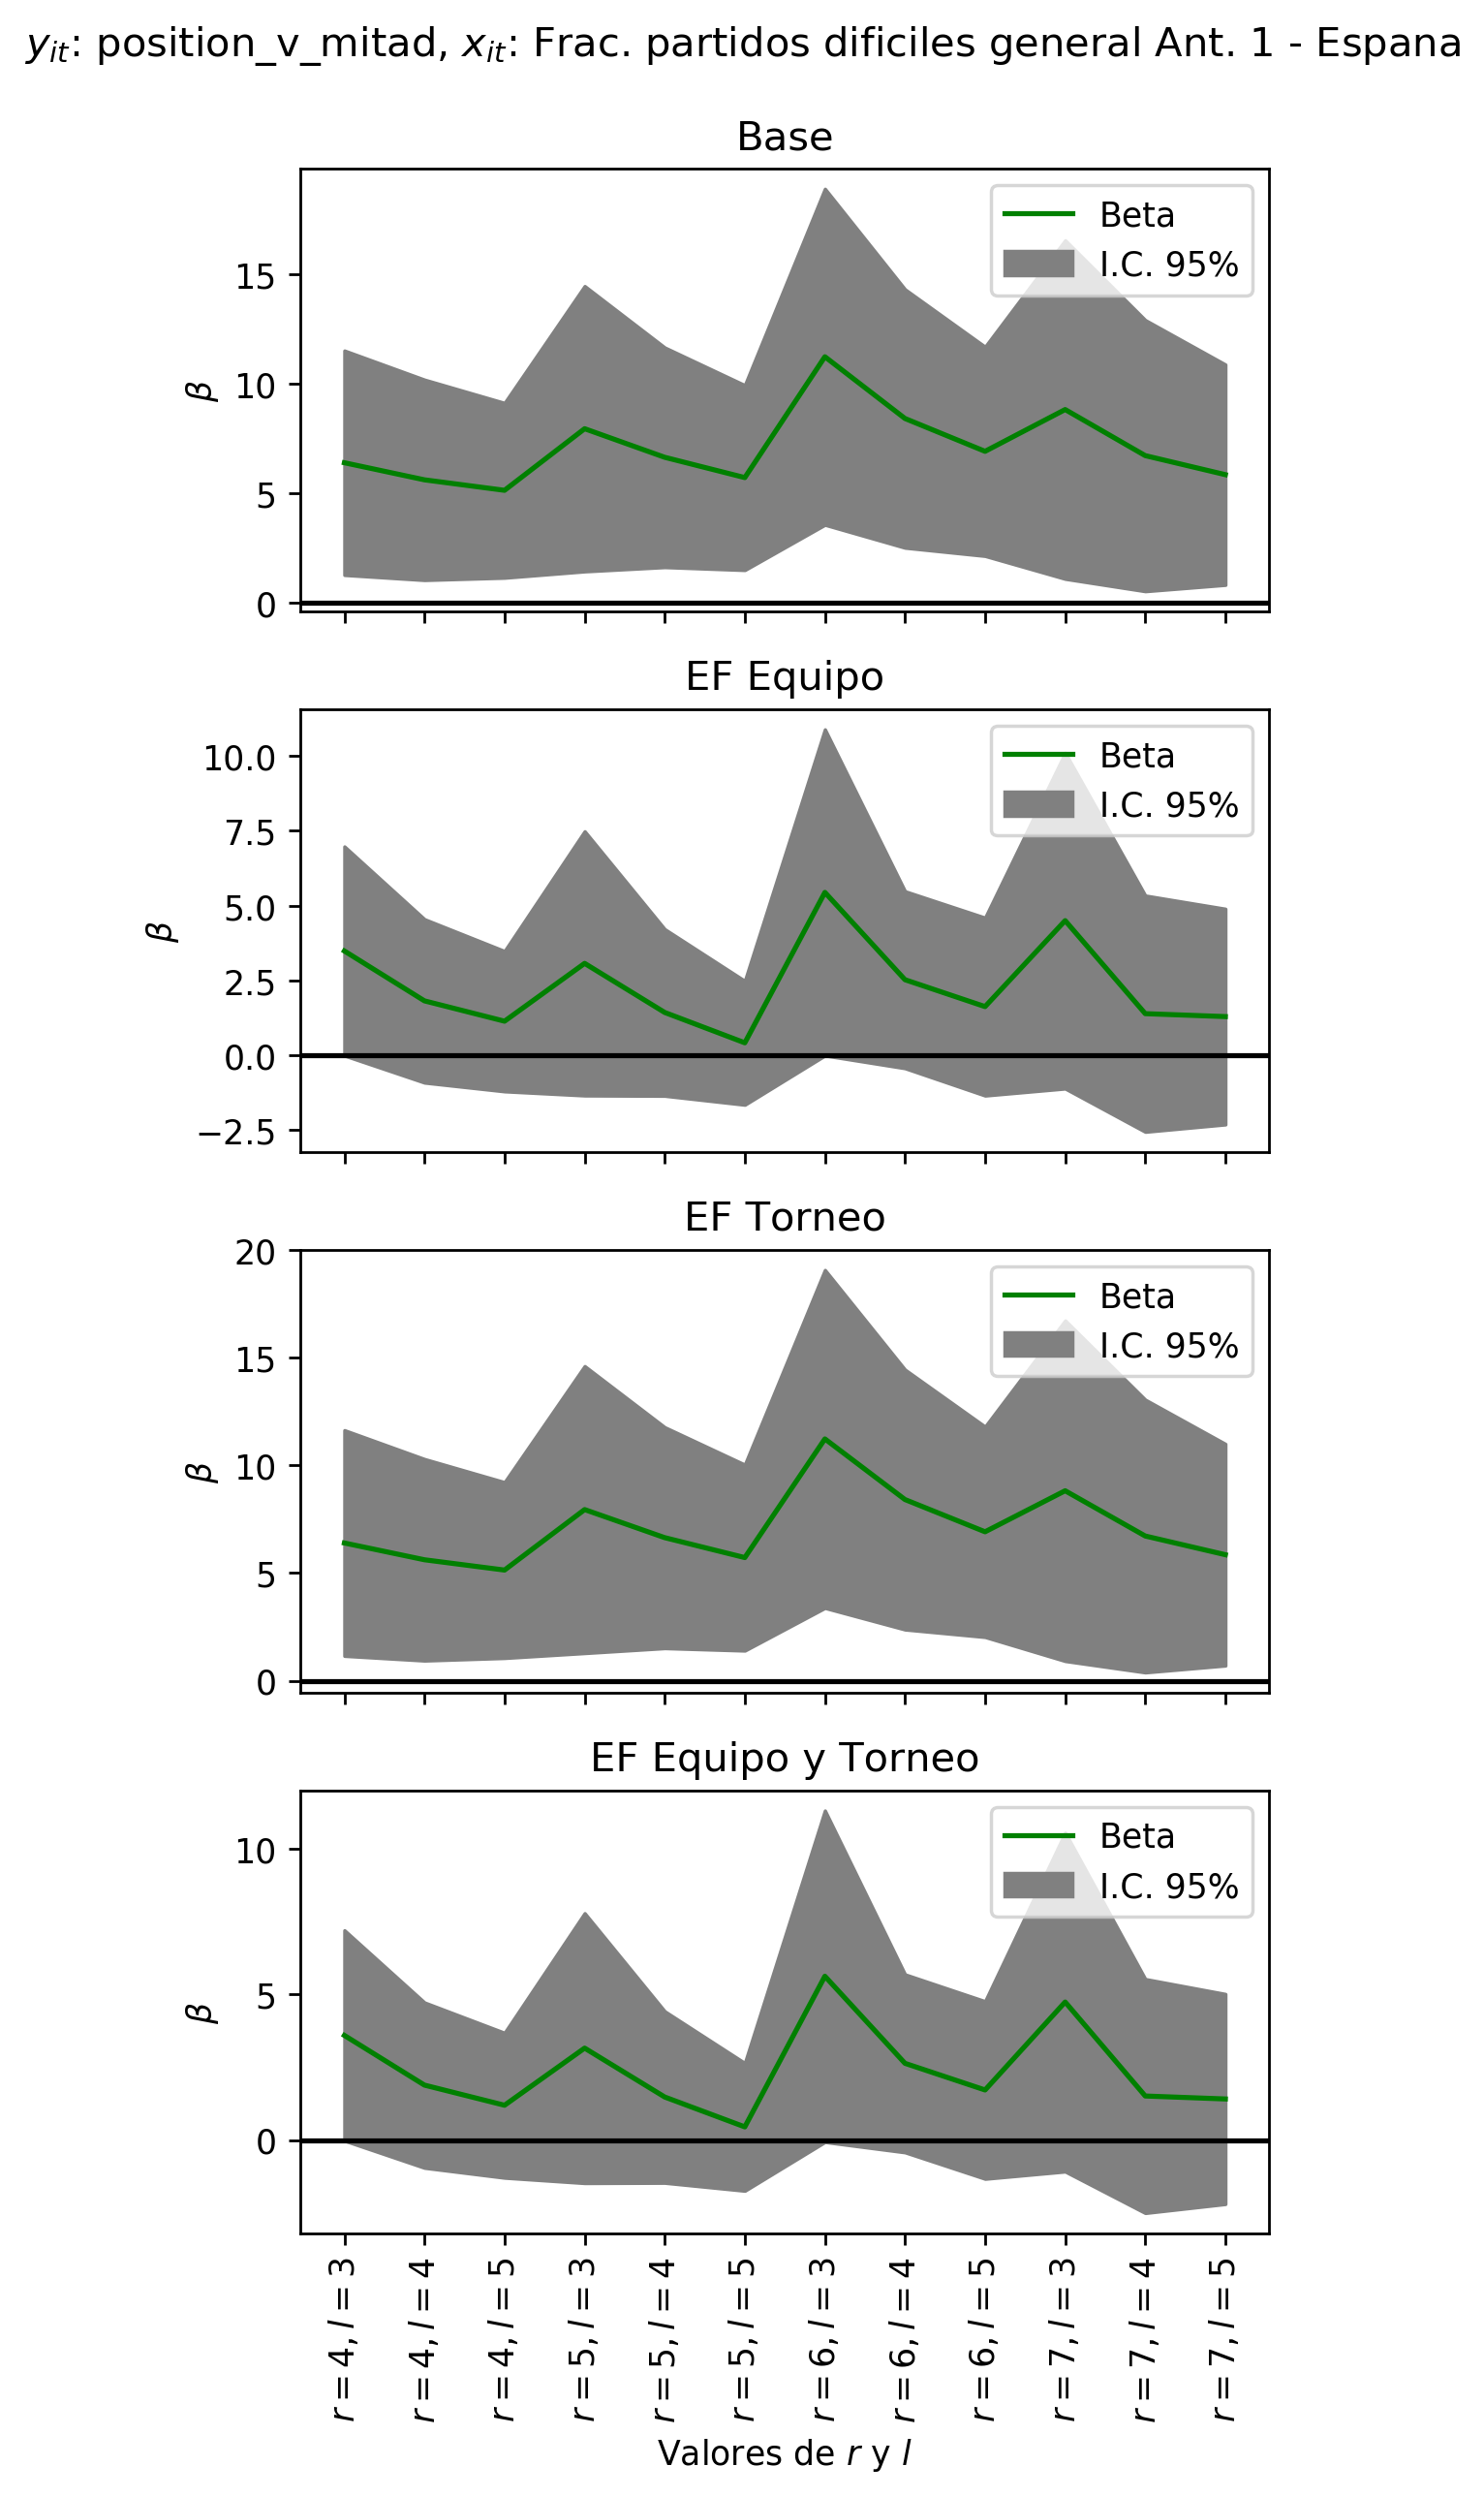 y_it: position_v_mitad, x_it: Frac. partidos dificiles general Ant. 1 - Espana
Base
Beta
I.C. 95%
15
10
5
0
β
EF Equipo
Beta
I.C. 95%
10.0
7.5
5.0
2.5
0.0
−2.5
β
EF Torneo
Beta
I.C. 95%
20
15
10
5
0
β
EF Equipo y Torneo
Beta
I.C. 95%
10
5
0
β
r = 4, l = 3
r = 4, l = 4
r = 4, l = 5
r = 5, l = 3
r = 5, l = 4
r = 5, l = 5
r = 6, l = 3
r = 6, l = 4
r = 6, l = 5
r = 7, l = 3
r = 7, l = 4
r = 7, l = 5
Valores de r y l